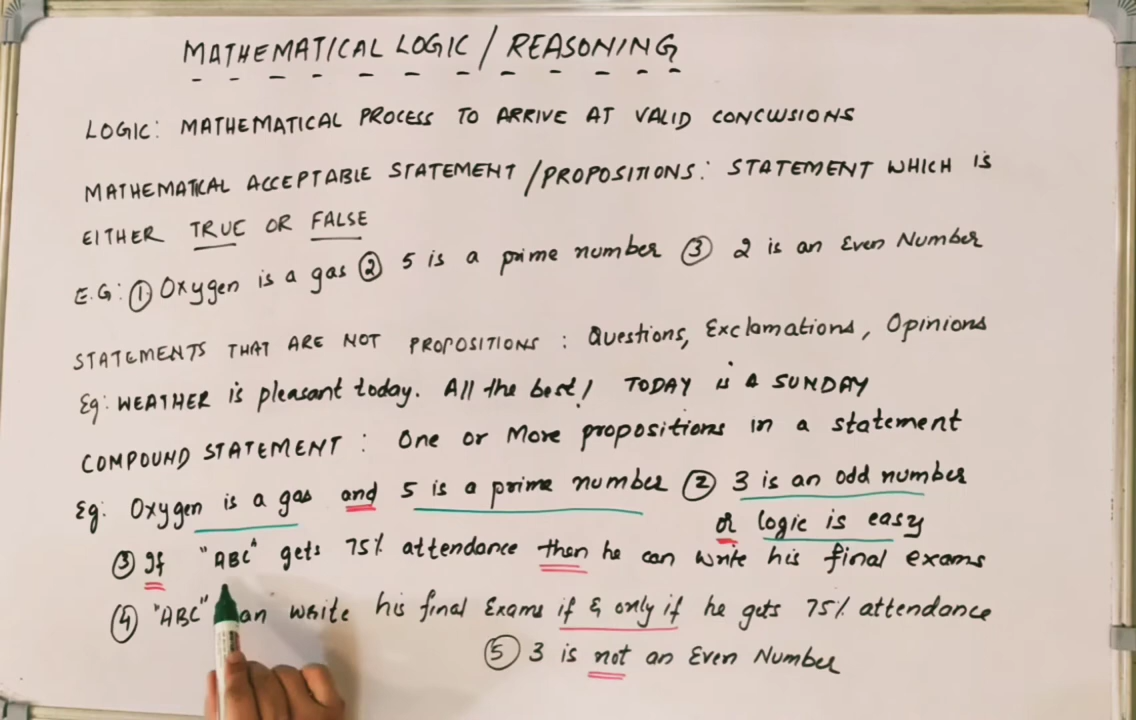 MATHEMATICAL LOGIC / REASONING
LOGIC: MATHEMATICAL PROCESS TO ARRIVE AT VALID CONCLUSIONS
MATHEMATICAL ACCEPTABLE STATEMENT / PROPOSITIONS: STATEMENT WHICH IS
EITHER TRUE OR FALSE
E.G: ① Oxygen is a gas ② 5 is a prime number ③ 2 is an Even Number
STATEMENTS THAT ARE NOT PROPOSITIONS : Questions, Exclamations, Opinions
Eg: WEATHER is pleasant today. All the best! TODAY is A SUNDAY
COMPOUND STATEMENT : One or More propositions in a statement
Eg: Oxygen is a gas and 5 is a prime number ② 3 is an odd number
or logic is easy
③ If "ABC" gets 75% attendance then he can write his final exams
④ "ABC" an write his final Exams if & only if he gets 75% attendance
⑤ 3 is not an Even Number